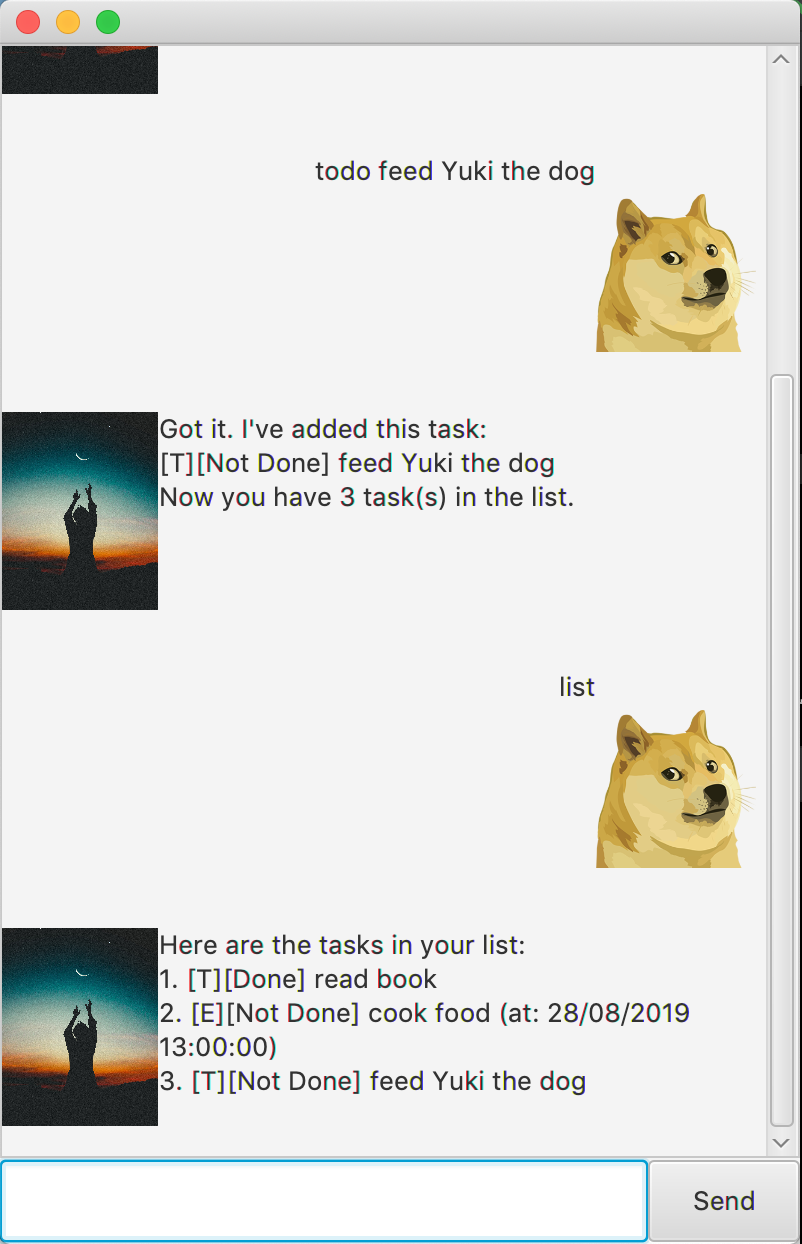 todo feed Yuki the dog
Got it. I've added this task:
[T][Not Done] feed Yuki the dog
Now you have 3 task(s) in the list.
list
Here are the tasks in your list:
1. [T][Done] read book
2. [E][Not Done] cook food (at: 28/08/2019
13:00:00)
3. [T][Not Done] feed Yuki the dog
Send